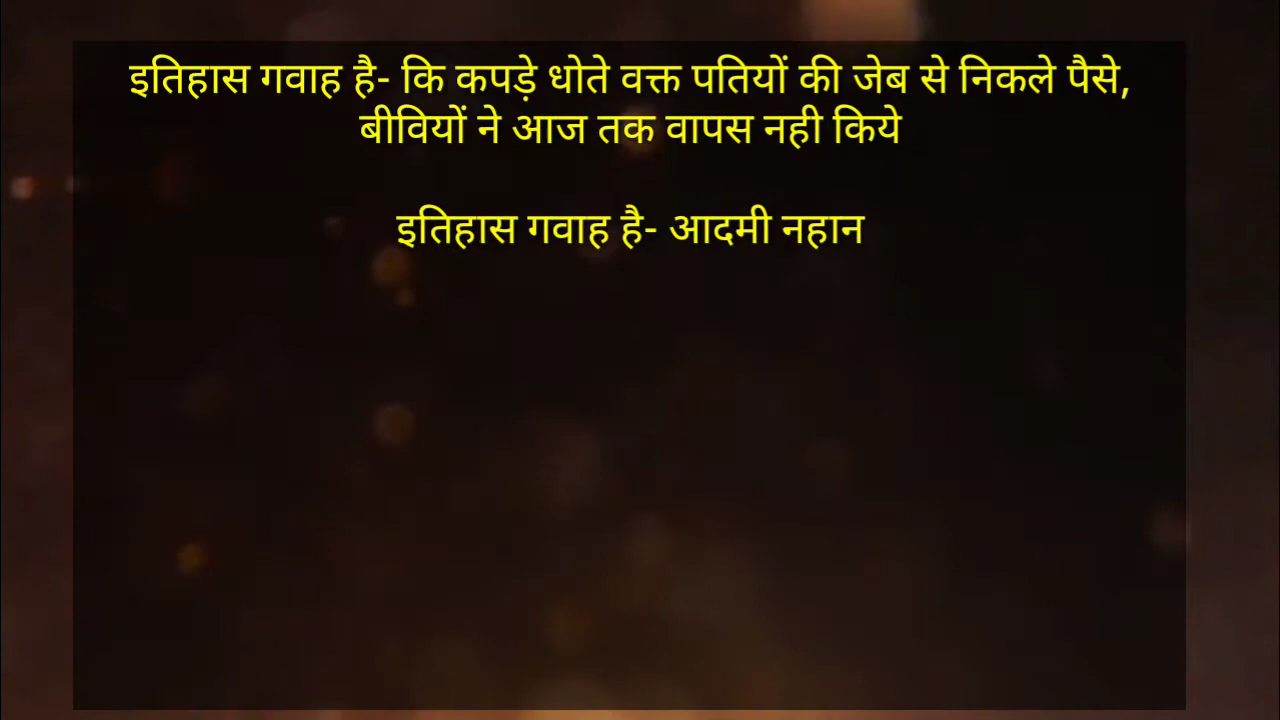 इतिहास गवाह है- कि कपड़े धोते वक्त पतियों की जेब से निकले पैसे,
बीवियों ने आज तक वापस नही किये
इतिहास गवाह है- आदमी नहान